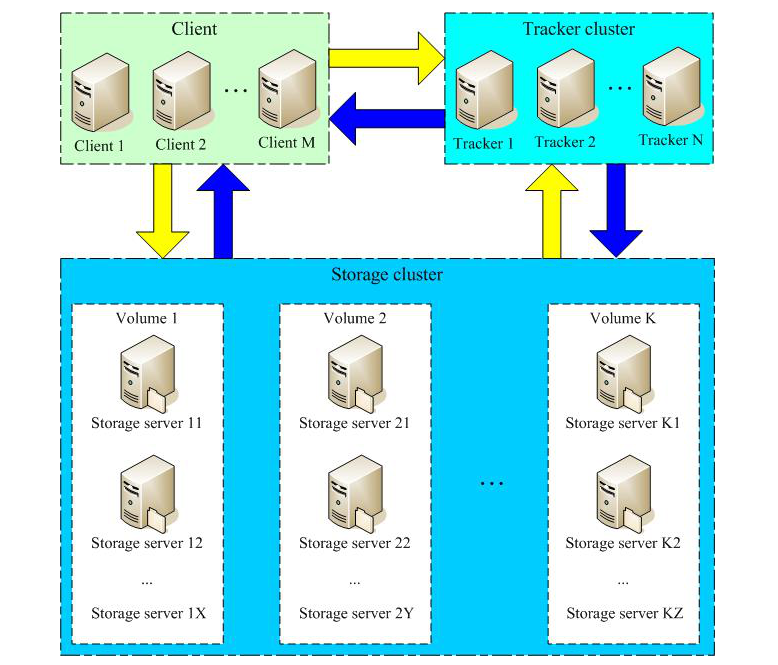 Client
Tracker cluster
...
...
Client 1
Client 2
Client M
Tracker 1
Tracker 2
Tracker N
Storage cluster
Volume 1
Volume 2
Volume K
Storage server 11
Storage server 21
Storage server K1
...
Storage server 12
Storage server 22
Storage server K2
...
...
...
Storage server 1X
Storage server 2Y
Storage server KZ